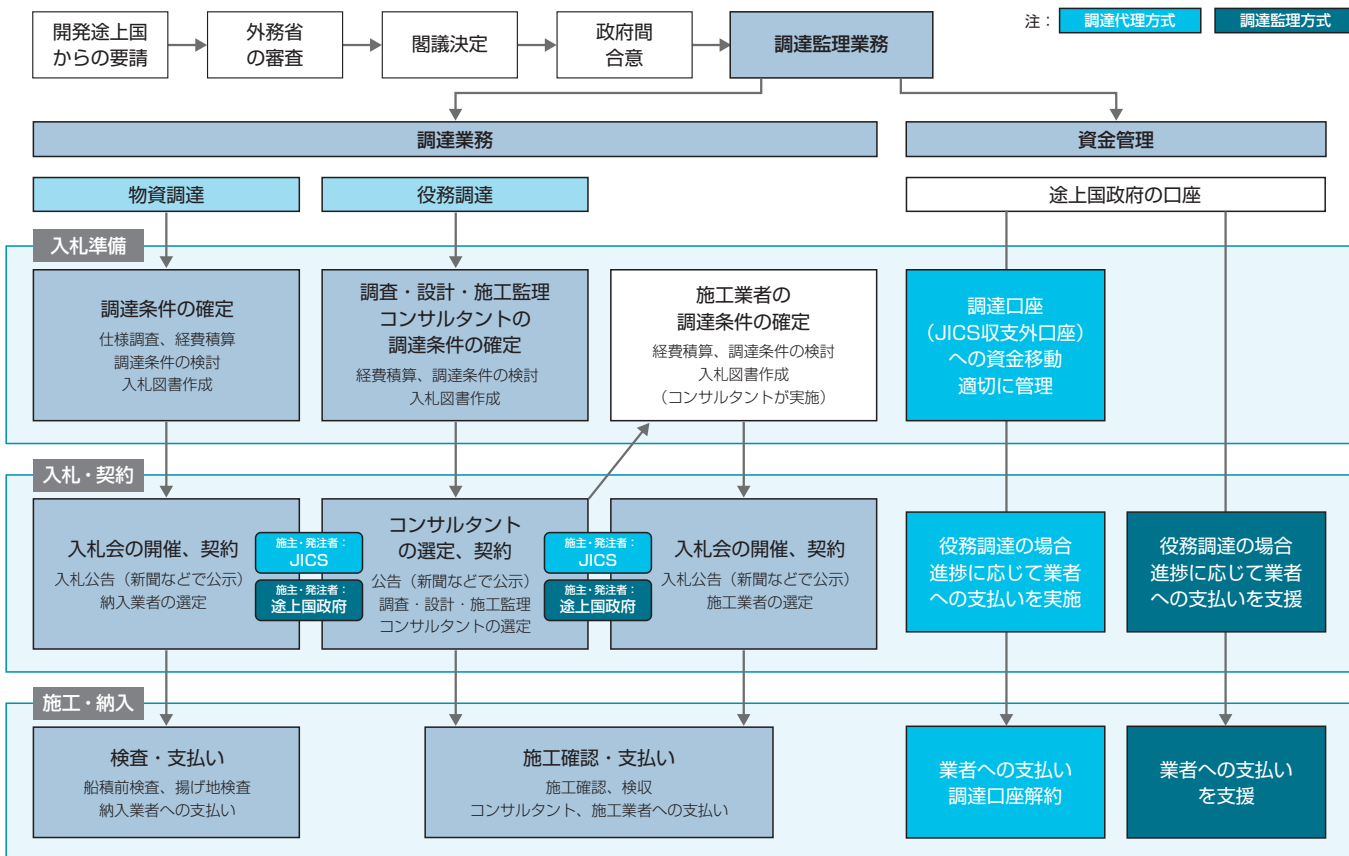 開発途上国
からの要請
外務省
の審査
閣議決定
政府間
合意
調達監理業務
注：
調達代理方式
調達監理方式
調達業務
資金管理
物資調達
役務調達
途上国政府の口座
入札準備
調達条件の確定
仕様調査、経費積算
調達条件の検討
入札図書作成
調査・設計・施工監理
コンサルタントの
調達条件の確定
経費積算、調達条件の検討
入札図書作成
施工業者の
調達条件の確定
経費積算、調達条件の検討
入札図書作成
（コンサルタントが実施）
調達口座
（JICS収支外口座）
への資金移動
適切に管理
入札・契約
入札会の開催、契約
入札公告（新聞などで公示）
納入業者の選定
施主・発注者：
JICS
施主・発注者：
途上国政府
コンサルタント
の選定、契約
公告（新聞などで公示）
調査・設計・施工監理
コンサルタントの選定
施主・発注者：
JICS
施主・発注者：
途上国政府
入札会の開催、契約
入札公告（新聞などで公示）
施工業者の選定
役務調達の場合
進捗に応じて業者
への支払いを実施
役務調達の場合
進捗に応じて業者
への支払いを支援
施工・納入
検査・支払い
船積前検査、揚げ地検査
納入業者への支払い
施工確認・支払い
施工確認、検収
コンサルタント、施工業者への支払い
業者への支払い
調達口座解約
業者への支払い
を支援